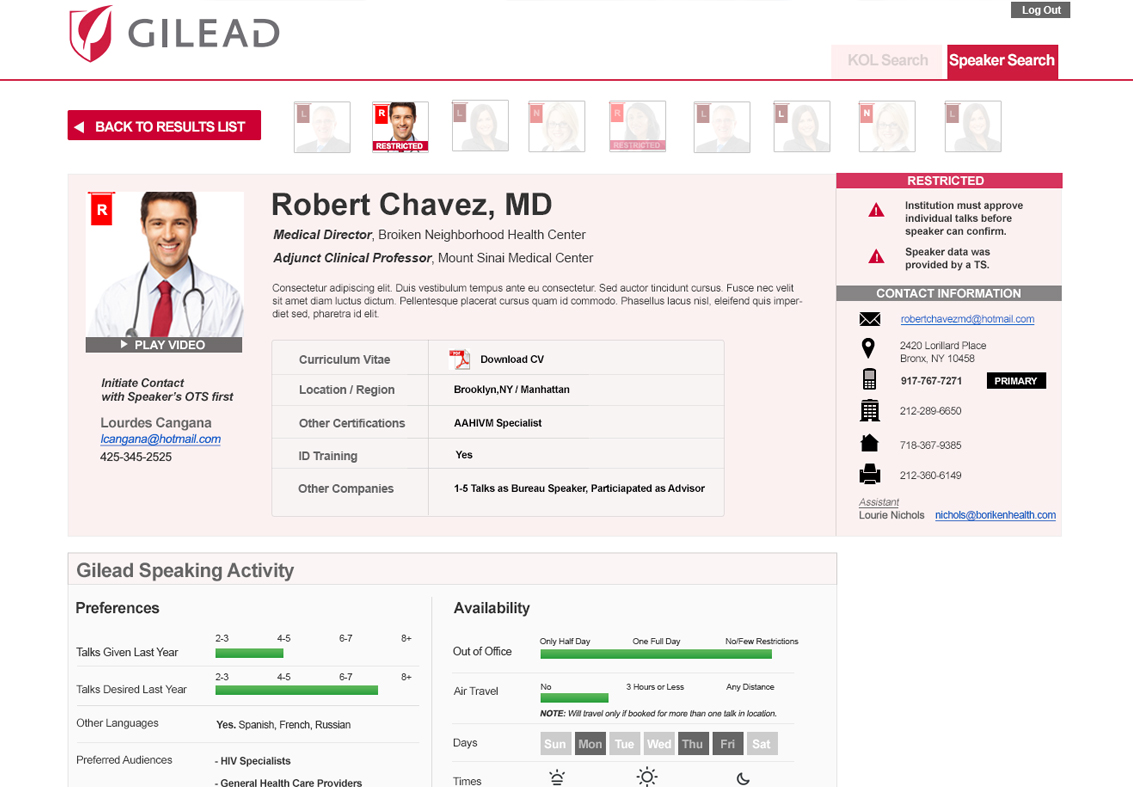 GILEAD
Log Out
KOL Search
Speaker Search
BACK TO RESULTS LIST
L
R
RESTRICTED
L
N
R
RESTRICTED
L
L
N
L
R
PLAY VIDEO
Initiate Contact
with Speaker's OTS first
Lourdes Cangana
lcangana@hotmail.com
425-345-2525
Robert Chavez, MD
Medical Director, Broiken Neighborhood Health Center
Adjunct Clinical Professor, Mount Sinai Medical Center
Consectetur adipiscing elit. Duis vestibulum tempus ante eu consectetur. Sed auctor tincidunt cursus. Fusce nec velit
sit amet diam luctus dictum. Pellentesque placerat cursus quam id commodo. Phasellus lacus nisl, eleifend quis imper-
diet sed, pharetra id elit.
Curriculum Vitae
PDF
Download CV
Location / Region
Brooklyn,NY / Manhattan
Other Certifications
AAHIVM Specialist
ID Training
Yes
Other Companies
1-5 Talks as Bureau Speaker, Particiapated as Advisor
RESTRICTED
Institution must approve
individual talks before
speaker can confirm.
Speaker data was
provided by a TS.
CONTACT INFORMATION
robertchavezmd@hotmail.com
2420 Lorillard Place
Bronx, NY 10458
917-767-7271
PRIMARY
212-289-6650
718-367-9385
212-360-6149
Assistant
Lourie Nichols nichols@borikenhealth.com
Gilead Speaking Activity
Preferences
2-3 4-5 6-7 8+
Talks Given Last Year
2-3 4-5 6-7 8+
Talks Desired Last Year
Other Languages
Yes. Spanish, French, Russian
Preferred Audiences
- HIV Specialists
- General Health Care Providers
Availability
Only Half Day One Full Day No/Few Restrictions
Out of Office
No 3 Hours or Less Any Distance
Air Travel
NOTE: Will travel only if booked for more than one talk in location.
Days
Sun Mon Tue Wed Thu Fri Sat
Times